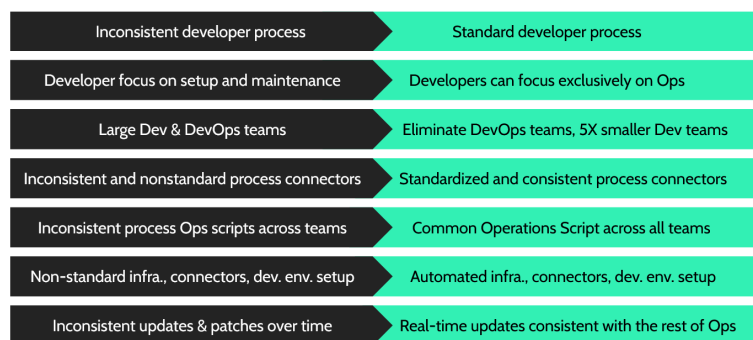 Inconsistent developer process
Standard developer process
Developer focus on setup and maintenance
Developers can focus exclusively on Ops
Large Dev & DevOps teams
Eliminate DevOps teams, 5X smaller Dev teams
Inconsistent and nonstandard process connectors
Standardized and consistent process connectors
Inconsistent process Ops scripts across teams
Common Operations Script across all teams
Non-standard infra., connectors, dev. env. setup
Automated infra., connectors, dev. env. setup
Inconsistent updates & patches over time
Real-time updates consistent with the rest of Ops